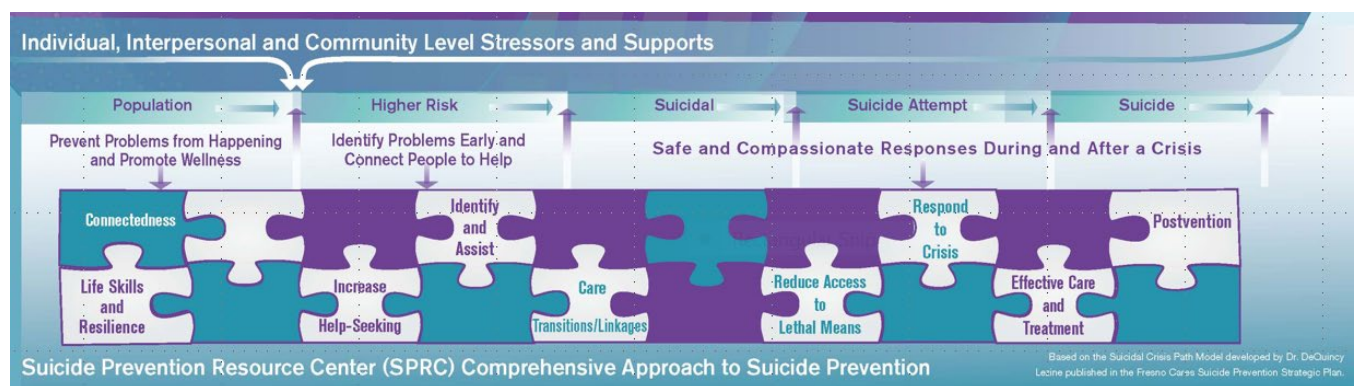 Individual, Interpersonal and Community Level Stressors and Supports
Population
Higher Risk
Suicidal
Suicide Attempt
Suicide
Prevent Problems from Happening
and Promote Wellness
Identify Problems Early and
Connect People to Help
Safe and Compassionate Responses During and After a Crisis
Connectedness
Life Skills
and
Resilience
Increase
Help-Seeking
Identify
and
Assist
Care
Transitions/Linkages
Reduce Access
to
Lethal Means
Respond
to
Crisis
Effective Care
and
Treatment
Postvention
Suicide Prevention Resource Center (SPRC) Comprehensive Approach to Suicide Prevention
Based on the Suicidal Crisis Path Model developed by Dr. DeQuincy
Lezine published in the Fresno Cares Suicide Prevention Strategic Plan.